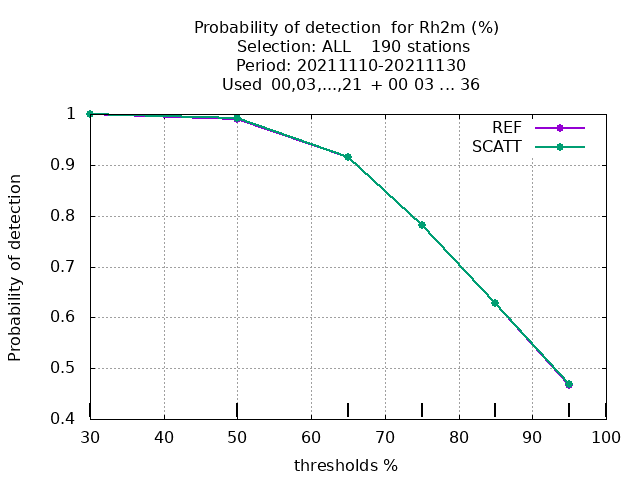 Probability of detection  for Rh2m (%)
Selection: ALL    190 stations
Period: 20211110-20211130
Used  00,03,...,21  + 00 03 ... 36
REF
SCATT
1
0.9
0.8
0.7
0.6
0.5
0.4
Probability of detection
30 40 50 60 70 80 90 100
thresholds %